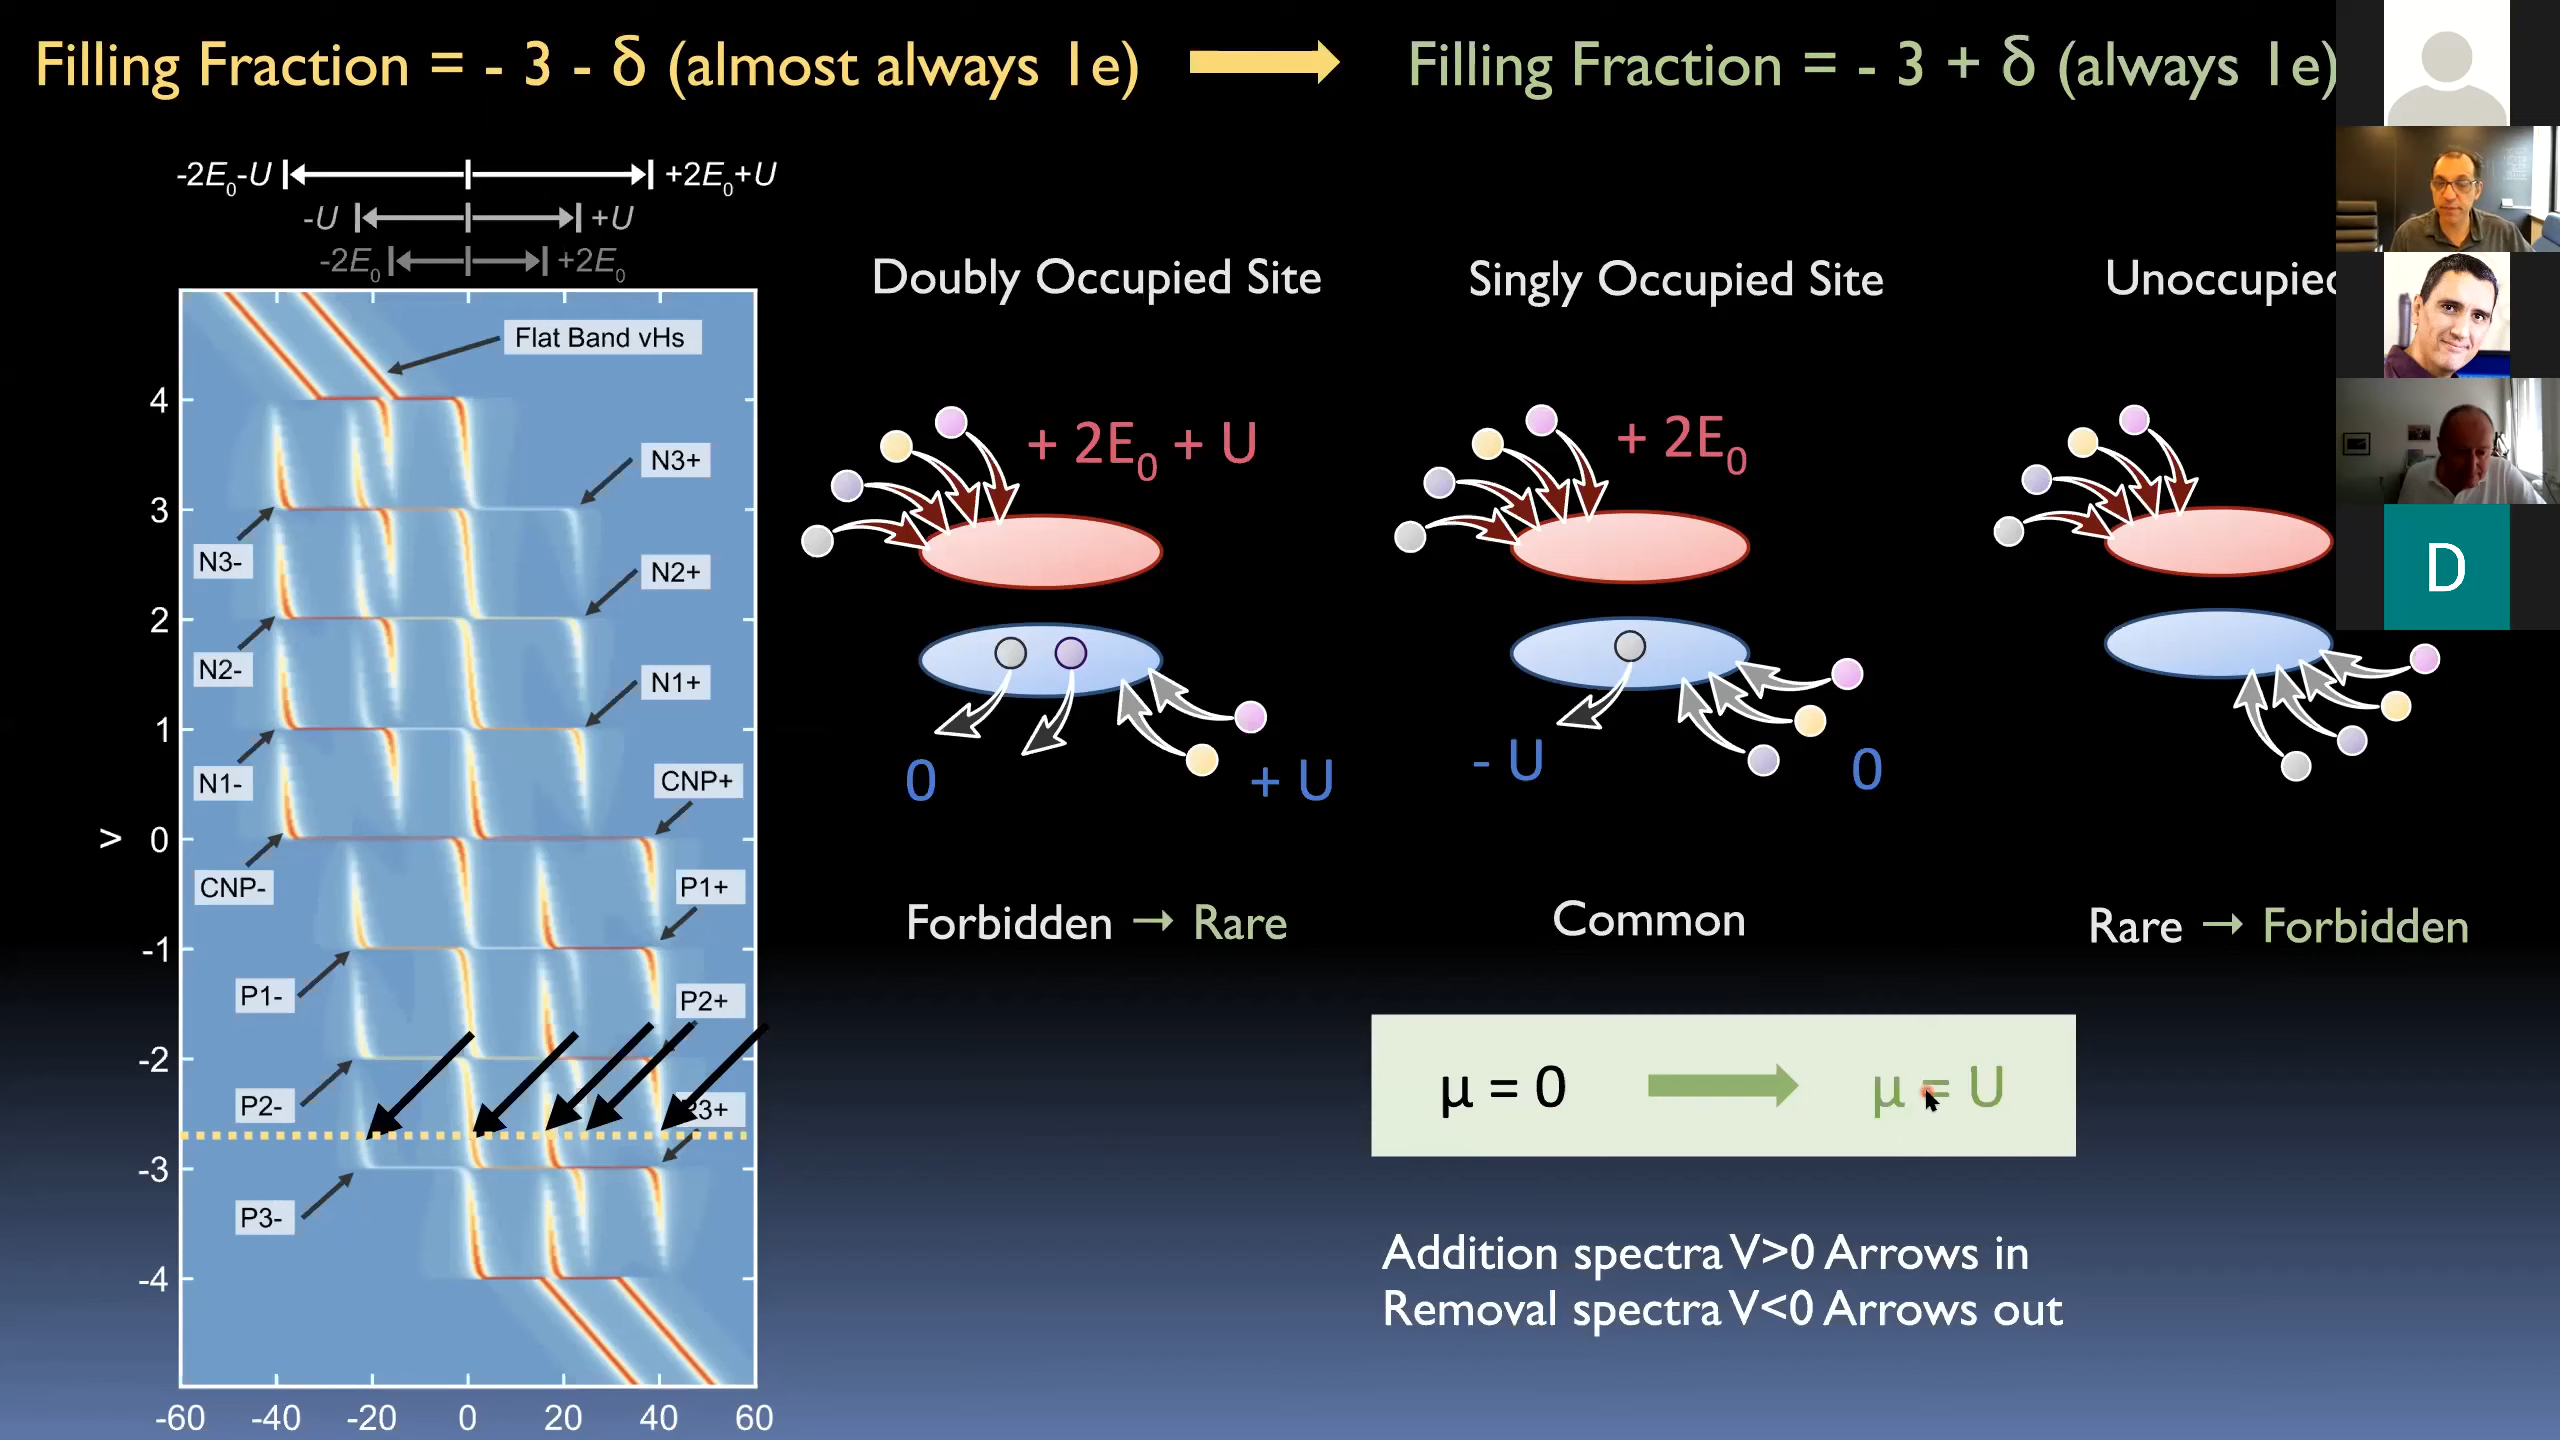 Filling Fraction = - 3 - δ (almost always 1e)
Filling Fraction = - 3 + δ (always 1e)
-2E0-U
+2E0+U
-U
+U
-2E0
+2E0
Doubly Occupied Site
Singly Occupied Site
Flat Band vHs
4
N3+
+ 2E0 + U
+ 2E0
3
N3-
N2+
D
2
N2-
N1+
1
N1-
CNP+
0
+ U
- U
0
>
0
CNP-
P1+
Forbidden → Rare
Common
Rare → Forbidden
-1
P1-
P2+
-2
P2-
μ = 0
μ = U
-3
P3-
Addition spectra V>0 Arrows in
-4
Removal spectra V<0 Arrows out
-60
-40
-20
0
20
40
60